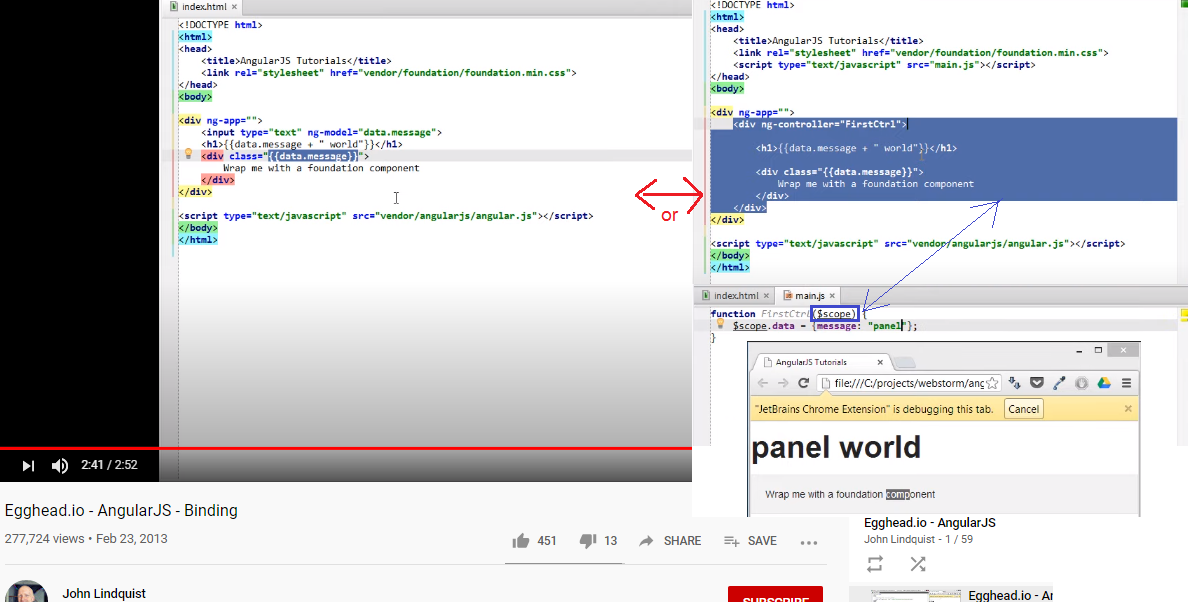 index.html ×
<!DOCTYPE html>
<html>
<head>
<title>AngularJS Tutorials</title>
<link rel="stylesheet" href="vendor/foundation/foundation.min.css">
</head>
<body>
<div ng-app="">
<input type="text" ng-model="data.message">
<h1>{{data.message + " world"}}</h1>
<div class="{{data.message}}">
Wrap me with a foundation component
</div>
</div>
<script type="text/javascript" src="vendor/angularjs/angular.js"></script>
</body>
</html>
or
<!DOCTYPE html>
<html>
<head>
<title>AngularJS Tutorials</title>
<link rel="stylesheet" href="vendor/foundation/foundation.min.css">
<script type="text/javascript" src="main.js"></script>
</head>
<body>
<div ng-app="">
<div ng-controller="FirstCtrl">
<h1>{{data.message + " world"}}</h1>
<div class="{{data.message}}">
Wrap me with a foundation component
</div>
</div>
</div>
<script type="text/javascript" src="vendor/angularjs/angular.js"></script>
</body>
</html>
index.html × main.js ×
function FirstCtrl($scope) {
$scope.data = {message: "panel"};
}
AngularJS Tutorials ×
file:///C:/projects/webstorm/ang
"JetBrains Chrome Extension" is debugging this tab. Cancel ×
panel world
Wrap me with a foundation component
2:41 / 2:52
Egghead.io - AngularJS - Binding
277,724 views • Feb 23, 2013
451 13 SHARE SAVE
John Lindquist
SUBSCRIBE
Egghead.io - AngularJS
John Lindquist - 1 / 59
Egghead.io - Ar